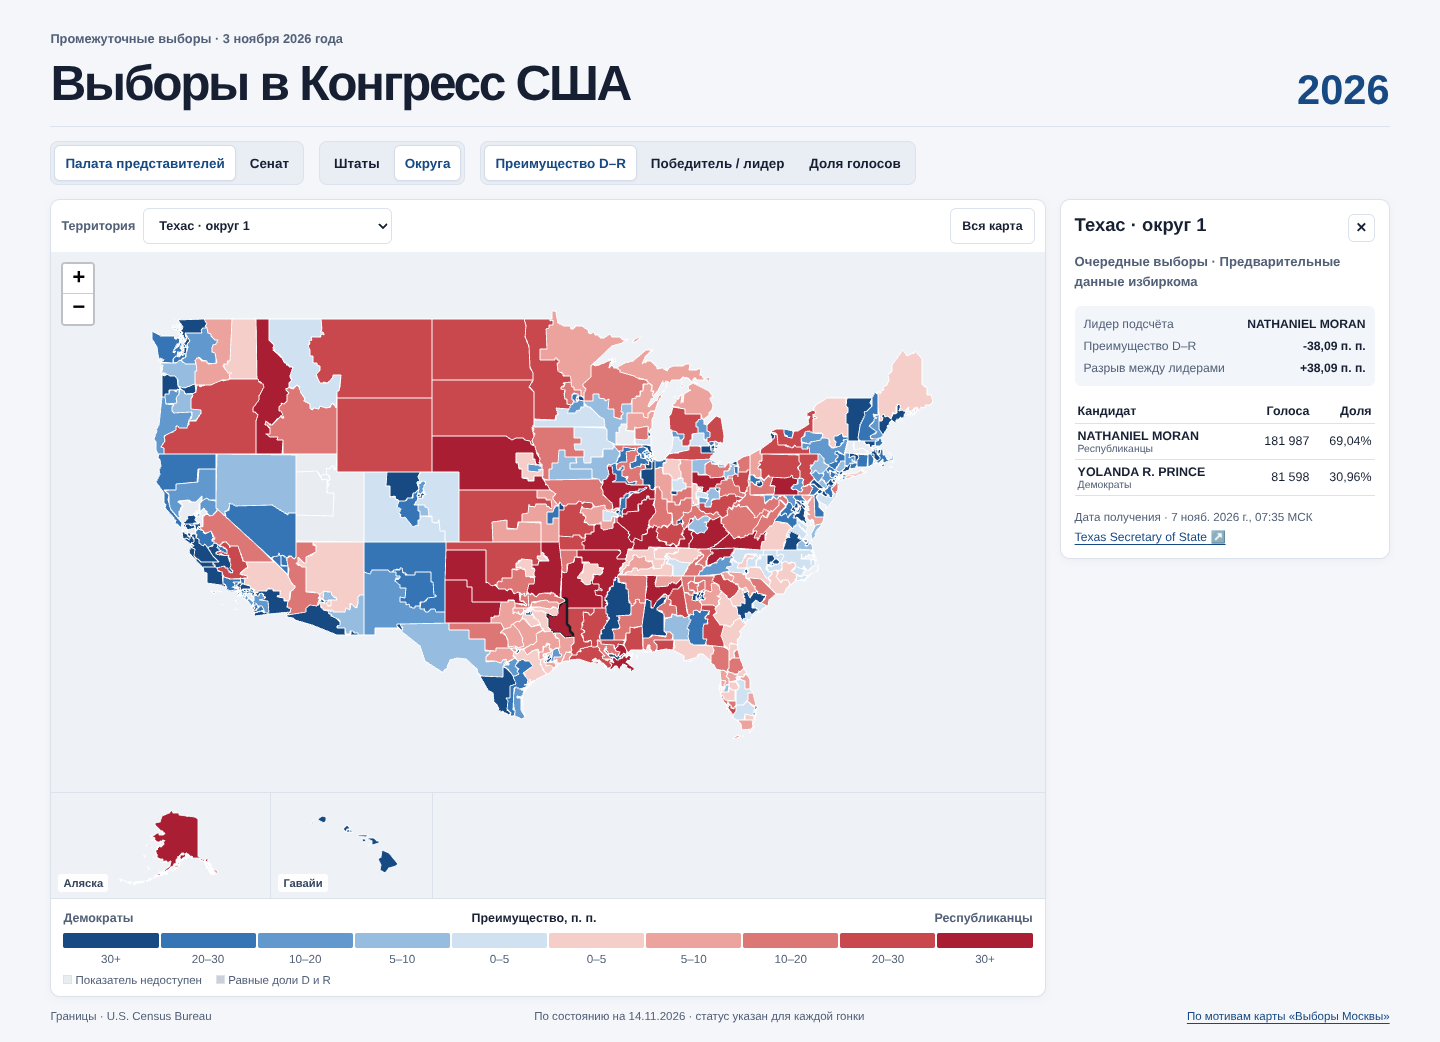 Промежуточные выборы · 3 ноября 2026 года
Выборы в Конгресс США
2026
Палата представителей Сенат Штаты Округа Преимущество D–R Победитель / лидер Доля голосов
Территория Техас · округ 1 Вся карта
+
−
Аляска
Гавайи
Демократы Преимущество, п. п. Республиканцы
30+ 20–30 10–20 5–10 0–5 0–5 5–10 10–20 20–30 30+
Показатель недоступен Равные доли D и R
Техас · округ 1 ✕
Очередные выборы · Предварительные
данные избиркома
Лидер подсчёта NATHANIEL MORAN
Преимущество D–R -38,09 п. п.
Разрыв между лидерами +38,09 п. п.
Кандидат Голоса Доля
NATHANIEL MORAN 181 987 69,04%
Республиканцы
YOLANDA R. PRINCE 81 598 30,96%
Демократы
Дата получения · 7 нояб. 2026 г., 07:35 МСК
Texas Secretary of State ↗
Границы · U.S. Census Bureau По состоянию на 14.11.2026 · статус указан для каждой гонки По мотивам карты «Выборы Москвы»